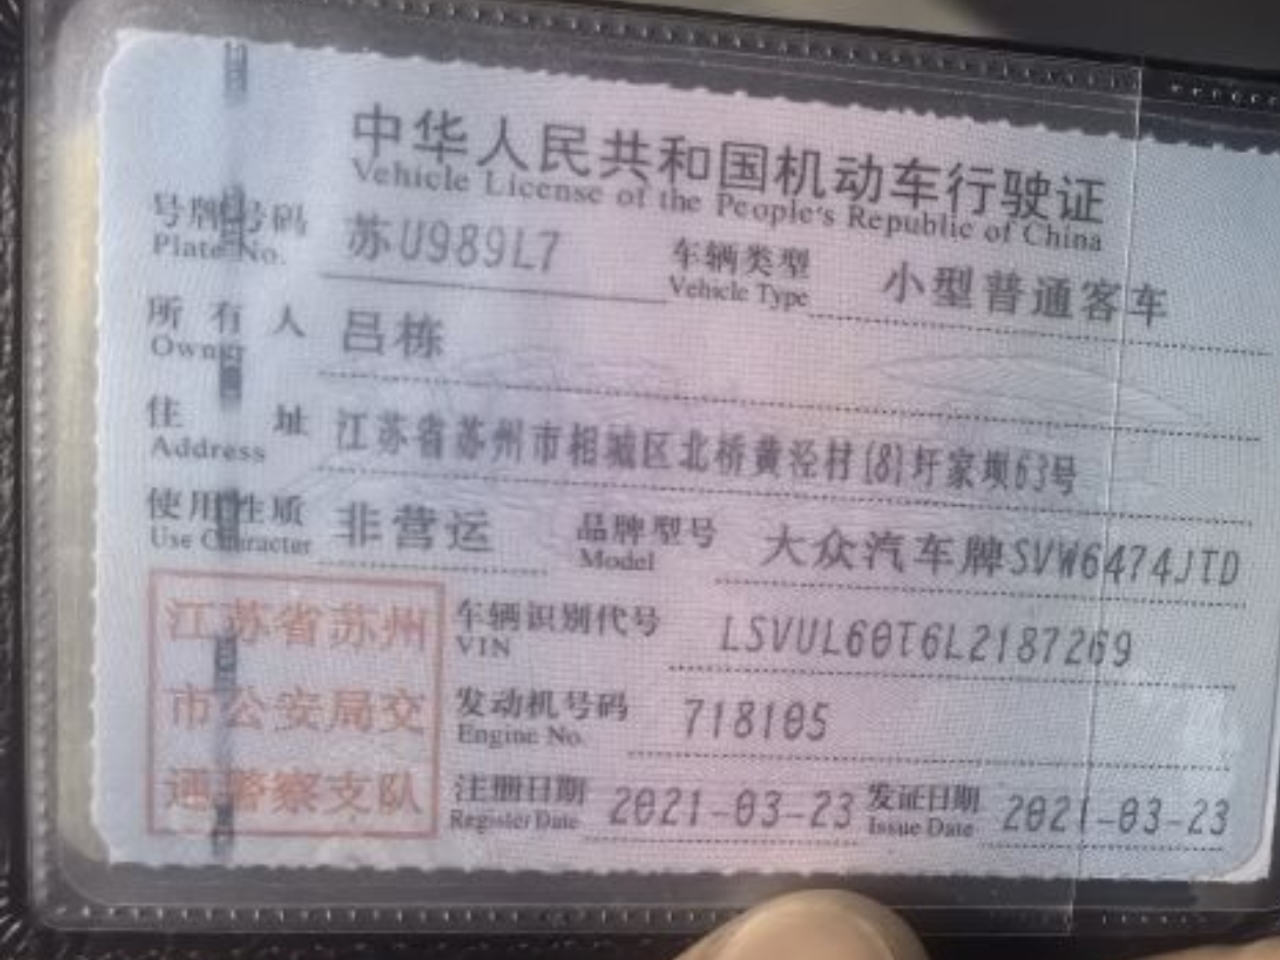 中华人民共和国机动车行驶证
Vehicle License of the People's Republic of China
号牌号码 苏U989L7 车辆类型 小型普通客车
Plate No. Vehicle Type
所有人 吕栋
Owner
住址 江苏省苏州市相城区北桥黄泾村(8)圩家坝63号
Address
使用性质 非营运 品牌型号 大众汽车牌SVW6474JTD
Use Character Model
江苏省苏州
市公安局交
通警察支队
车辆识别代号 LSVUL60T6L2187269
VIN
发动机号码 718105
Engine No.
注册日期 2021-03-23 发证日期 2021-03-23
Register Date Issue Date